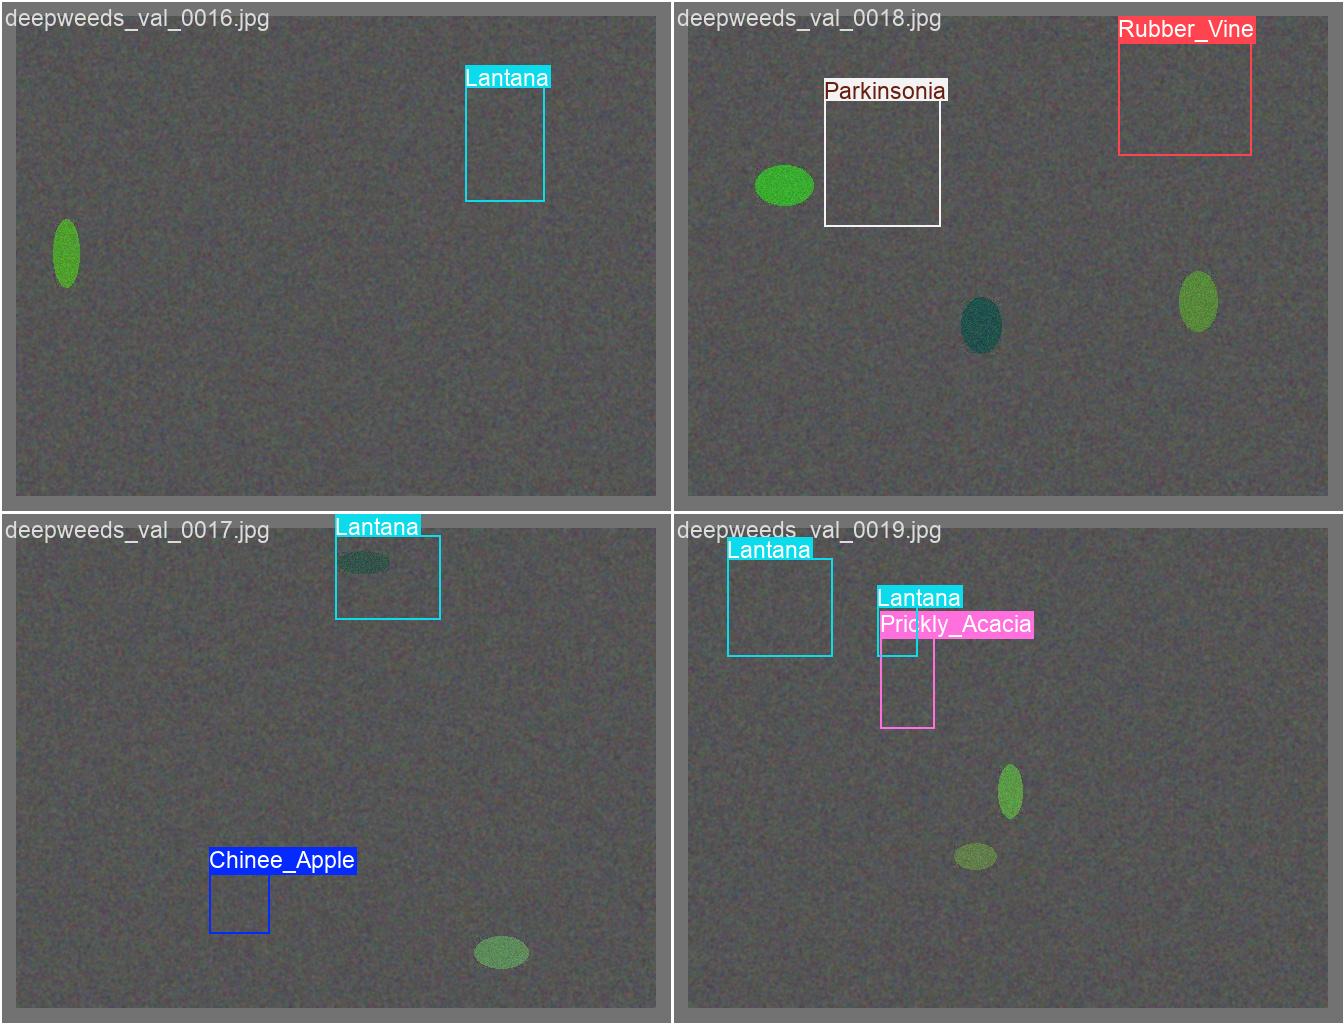 deepweeds_val_0016.jpg
Lantana
deepweeds_val_0018.jpg
Rubber_Vine
Parkinsonia
deepweeds_val_0017.jpg
Lantana
Chinee_Apple
deepweeds_val_0019.jpg
Lantana
Lantana
Prickly_Acacia